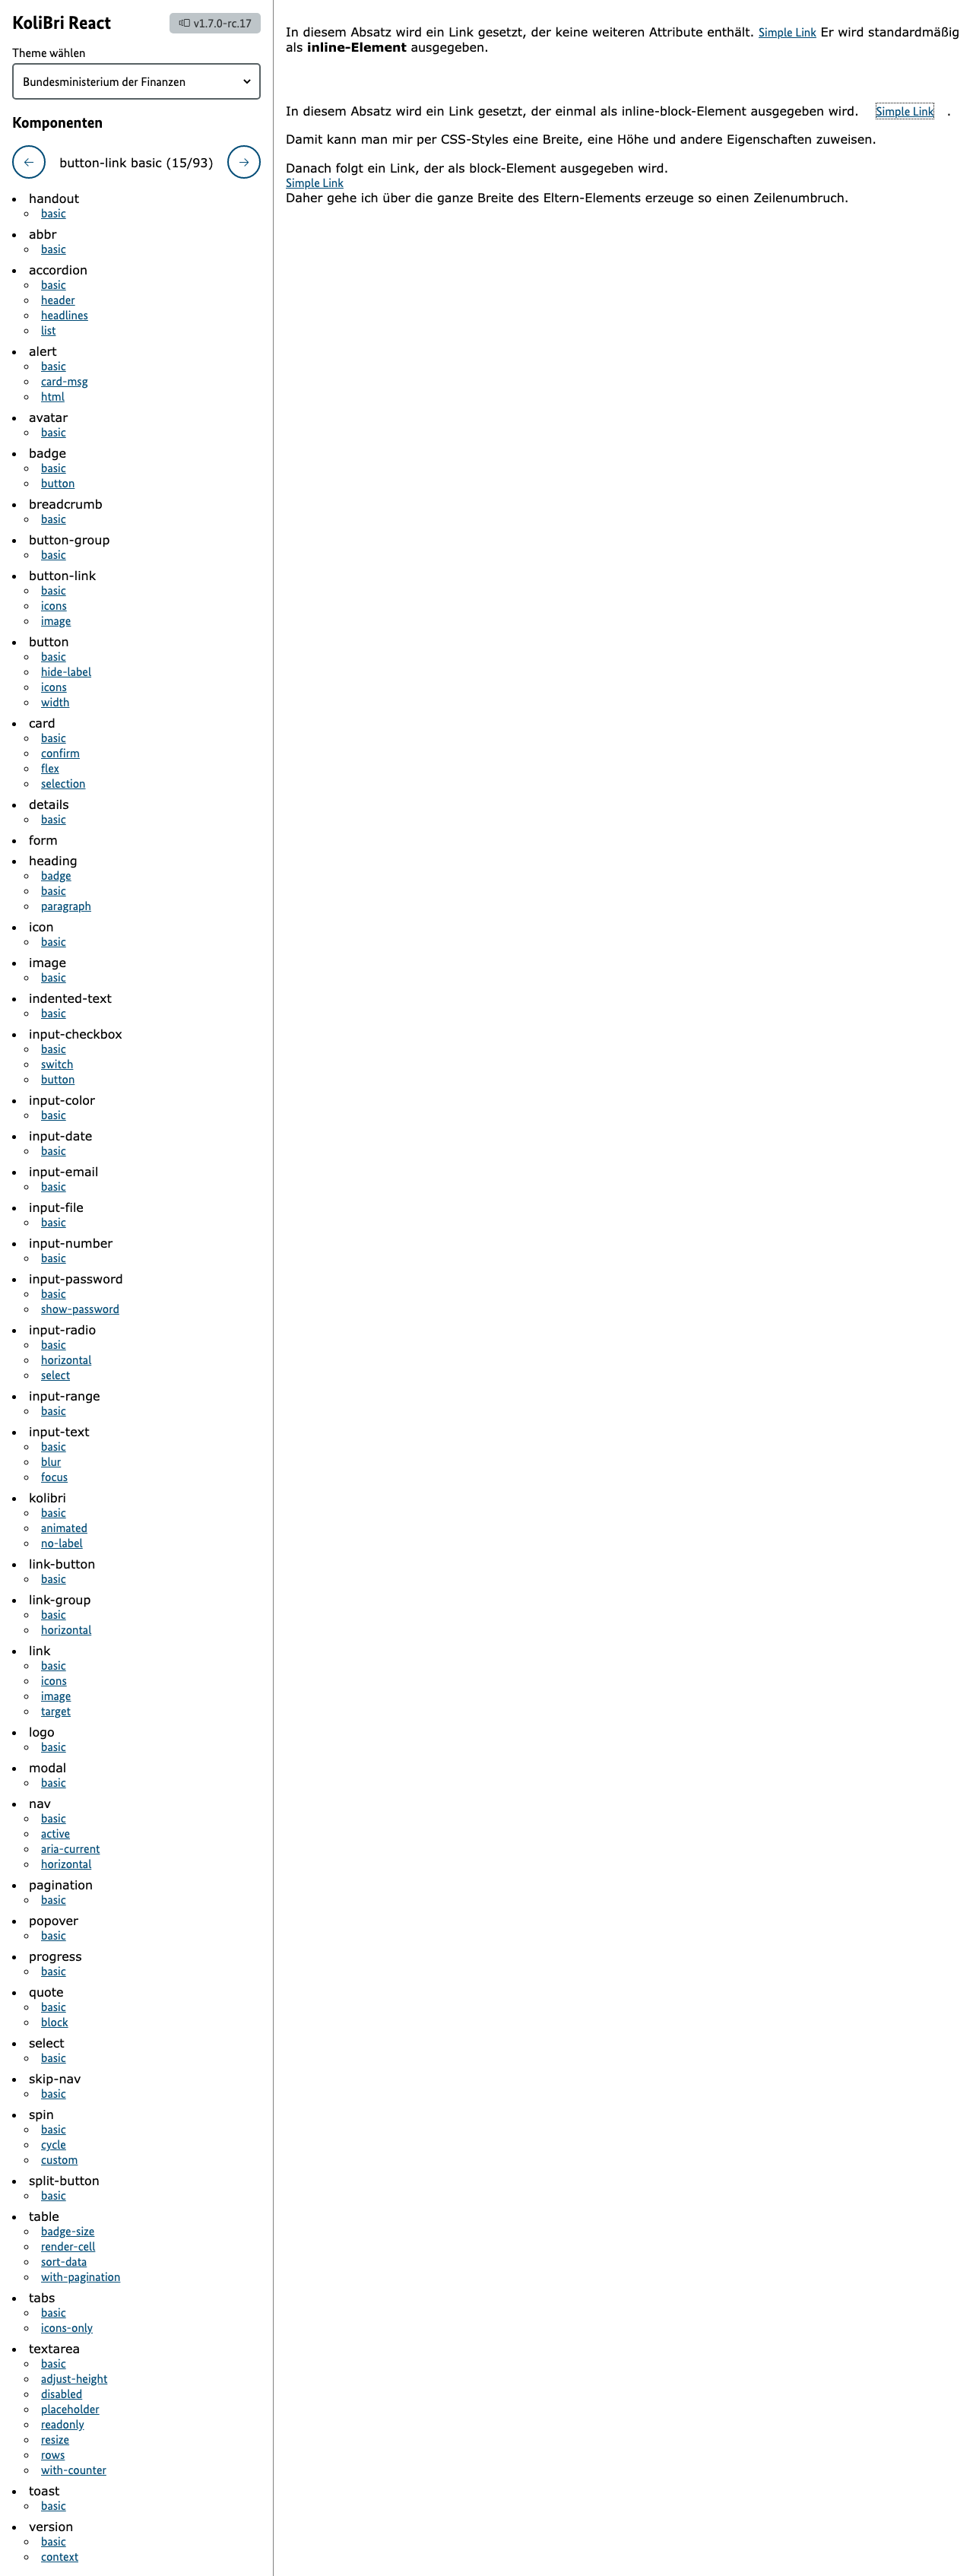 KoliBri React
v1.7.0-rc.17
Theme wählen
Bundesministerium der Finanzen
Komponenten
button-link basic (15/93)
handout
basic
abbr
basic
accordion
basic
header
headlines
list
alert
basic
card-msg
html
avatar
basic
badge
basic
button
breadcrumb
basic
button-group
basic
button-link
basic
icons
image
button
basic
hide-label
icons
width
card
basic
confirm
flex
selection
details
basic
form
heading
badge
basic
paragraph
icon
basic
image
basic
indented-text
basic
input-checkbox
basic
switch
button
input-color
basic
input-date
basic
input-email
basic
input-file
basic
input-number
basic
input-password
basic
show-password
input-radio
basic
horizontal
select
input-range
basic
input-text
basic
blur
focus
kolibri
basic
animated
no-label
link-button
basic
link-group
basic
horizontal
link
basic
icons
image
target
logo
basic
modal
basic
nav
basic
active
aria-current
horizontal
pagination
basic
popover
basic
progress
basic
quote
basic
block
select
basic
skip-nav
basic
spin
basic
cycle
custom
split-button
basic
table
badge-size
render-cell
sort-data
with-pagination
tabs
basic
icons-only
textarea
basic
adjust-height
disabled
placeholder
readonly
resize
rows
with-counter
toast
basic
version
basic
context
In diesem Absatz wird ein Link gesetzt, der keine weiteren Attribute enthält. Simple Link Er wird standardmäßig
als inline-Element ausgegeben.
In diesem Absatz wird ein Link gesetzt, der einmal als inline-block-Element ausgegeben wird. Simple Link .
Damit kann man mir per CSS-Styles eine Breite, eine Höhe und andere Eigenschaften zuweisen.
Danach folgt ein Link, der als block-Element ausgegeben wird.
Simple Link
Daher gehe ich über die ganze Breite des Eltern-Elements erzeuge so einen Zeilenumbruch.